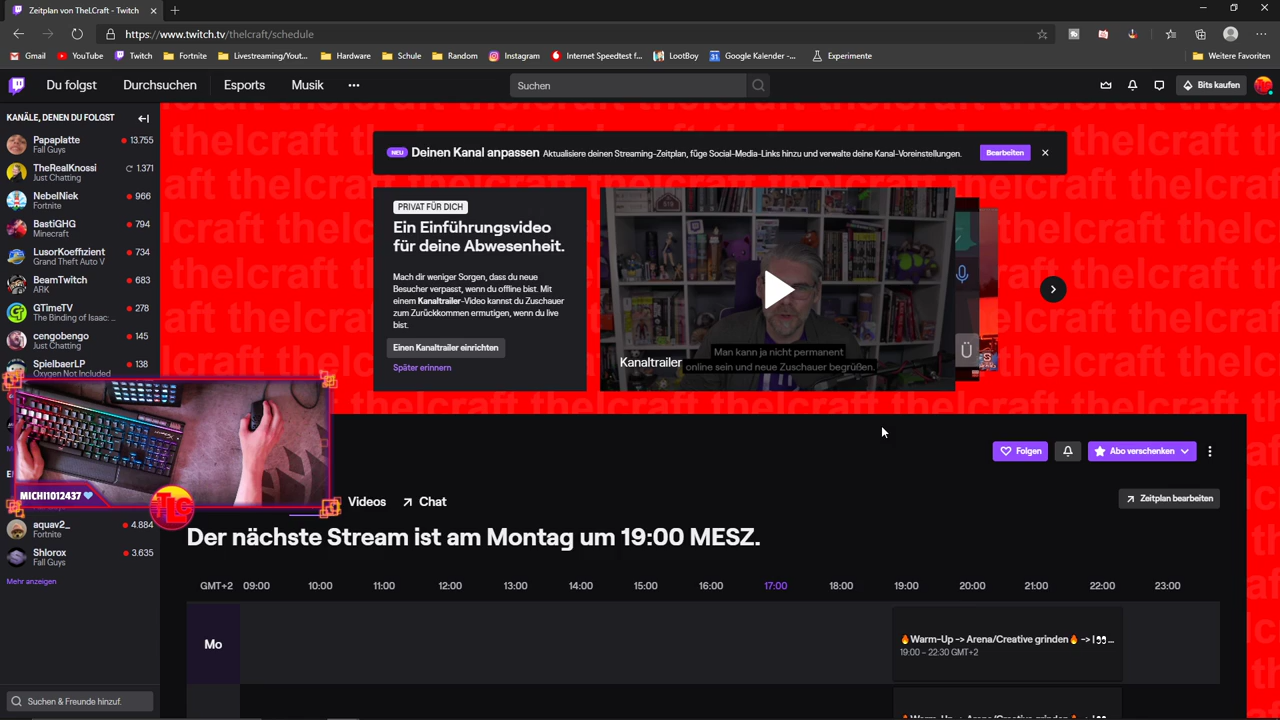 Zeitplan von TheLCraft - Twitch
https://www.twitch.tv/thelcraft/schedule
Gmail YouTube Twitch Fortnite Livestreaming/Yout... Hardware Schule Random Instagram Internet Speedtest f... LootBoy Google Kalender -... Experimente Weitere Favoriten
Du folgst Durchsuchen Esports Musik Suchen Bits kaufen
KANÄLE, DENEN DU FOLGST
Papaplatte 13.755
Fall Guys
TheRealKnossi 1.371
Just Chatting
NebelNiek 966
Fortnite
BastiGHG 794
Minecraft
LusorKoeffizient 734
Grand Theft Auto V
BeamTwitch 683
ARK
GTimeTV 278
The Binding of Isaac: ...
cengobengo 145
Just Chatting
SpielbaerLP 138
Oxygen Not Included
MICHI1012437
TLC
aquav2_ 4.884
Fortnite
Shlorox 3.635
Fall Guys
Mehr anzeigen
Suchen & Freunde hinzuf.
thelcraft thelcraft thelcraft thelcraft
NEU Deinen Kanal anpassen Aktualisiere deinen Streaming-Zeitplan, füge Social-Media-Links hinzu und verwalte deine Kanal-Voreinstellungen. Bearbeiten
PRIVAT FÜR DICH
Ein Einführungsvideo
für deine Abwesenheit.
Mach dir weniger Sorgen, dass du neue
Besucher verpasst, wenn du offline bist. Mit
einem Kanaltrailer-Video kannst du Zuschauer
zum Zurückkommen ermutigen, wenn du live
bist.
Einen Kanaltrailer einrichten
Später erinnern
Kanaltrailer
Man kann ja nicht permanent
online sein und neue Zuschauer begrüßen.
Ü
Folgen Abo verschenken
Videos Chat Zeitplan bearbeiten
Der nächste Stream ist am Montag um 19:00 MESZ.
GMT+2 09:00 10:00 11:00 12:00 13:00 14:00 15:00 16:00 17:00 18:00 19:00 20:00 21:00 22:00 23:00
Mo
🔥Warm-Up -> Arena/Creative grinden🔥 -> | 👀 ...
19:00 – 22:30 GMT+2
🔥Warm-Up -> Arena/Creative grinden🔥 -> | 👀 ...